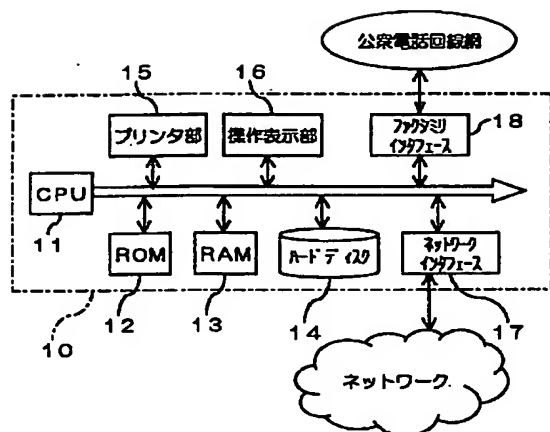 公衆電話回線網
15
16
プリンタ部
操作表示部
ファクシミリ
インタフェース
18
CPU
11
ROM
RAM
ハードディスク
ネットワーク
インタフェース
10
12
13
14
17
ネットワーク